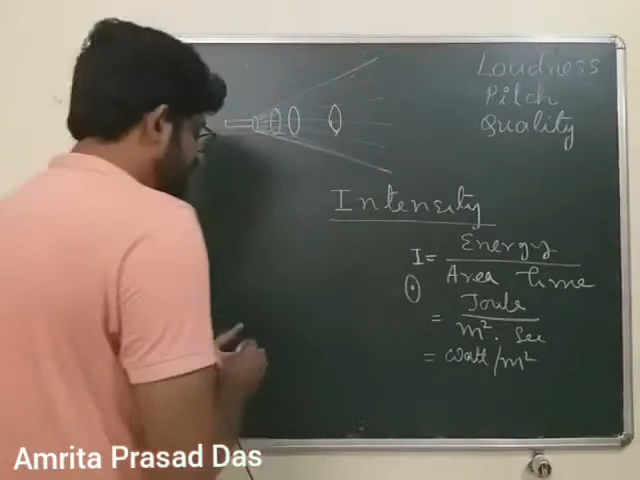 Loudness
Pitch
Quality
Intensity
I = Energy / Area Time
= Joule / m². Sec
= Watt/m²
Amrita Prasad Das